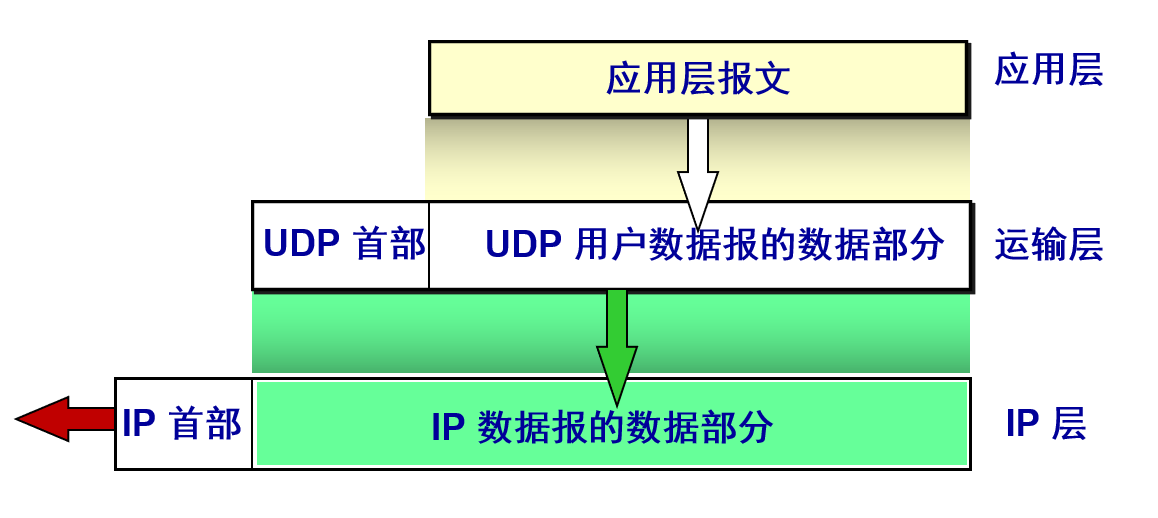 应用层报文
应用层
UDP 首部
UDP 用户数据报的数据部分
运输层
IP 首部
IP 数据报的数据部分
IP 层